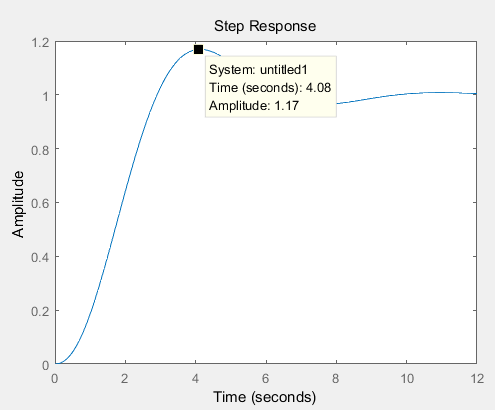 Step Response
System: untitled1
Time (seconds): 4.08
Amplitude: 1.17
Amplitude
1.2
1
0.8
0.6
0.4
0.2
0
0 2 4 6 8 10 12
Time (seconds)